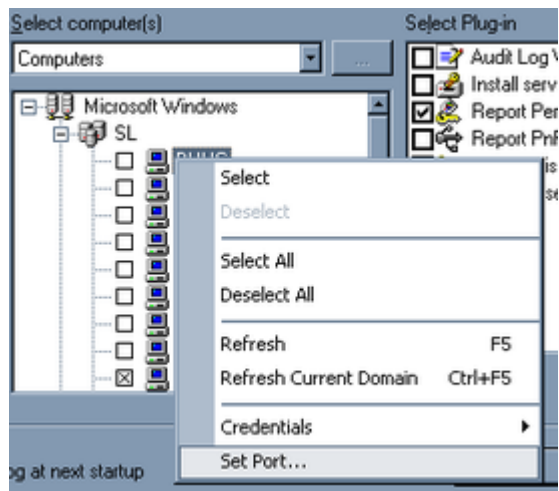 Select computer(s)
Select Plug-in
Computers
...
Audit Log
Install serv
Report Per
Report PnP
Microsoft Windows
SL
Select
Deselect
Select All
Deselect All
Refresh F5
Refresh Current Domain Ctrl+F5
Credentials
Set Port...
og at next startup